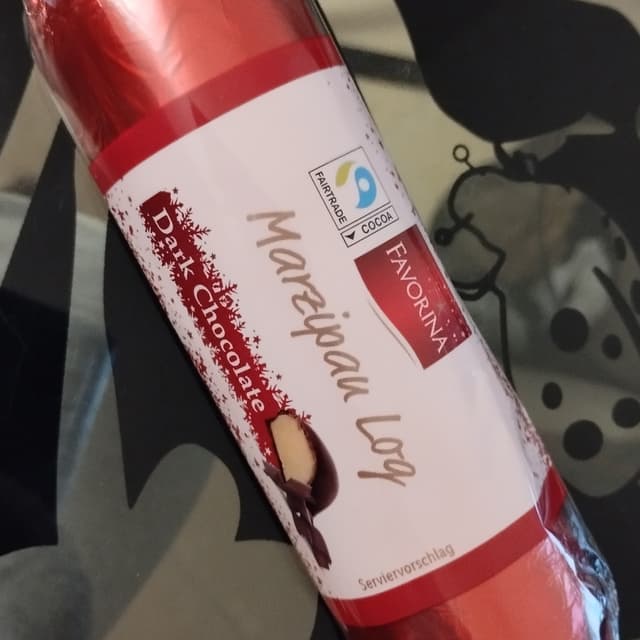 FAIRTRADE
COCOA
FAVORINA
Marzipan Log
Dark Chocolate
Serviervorschlag